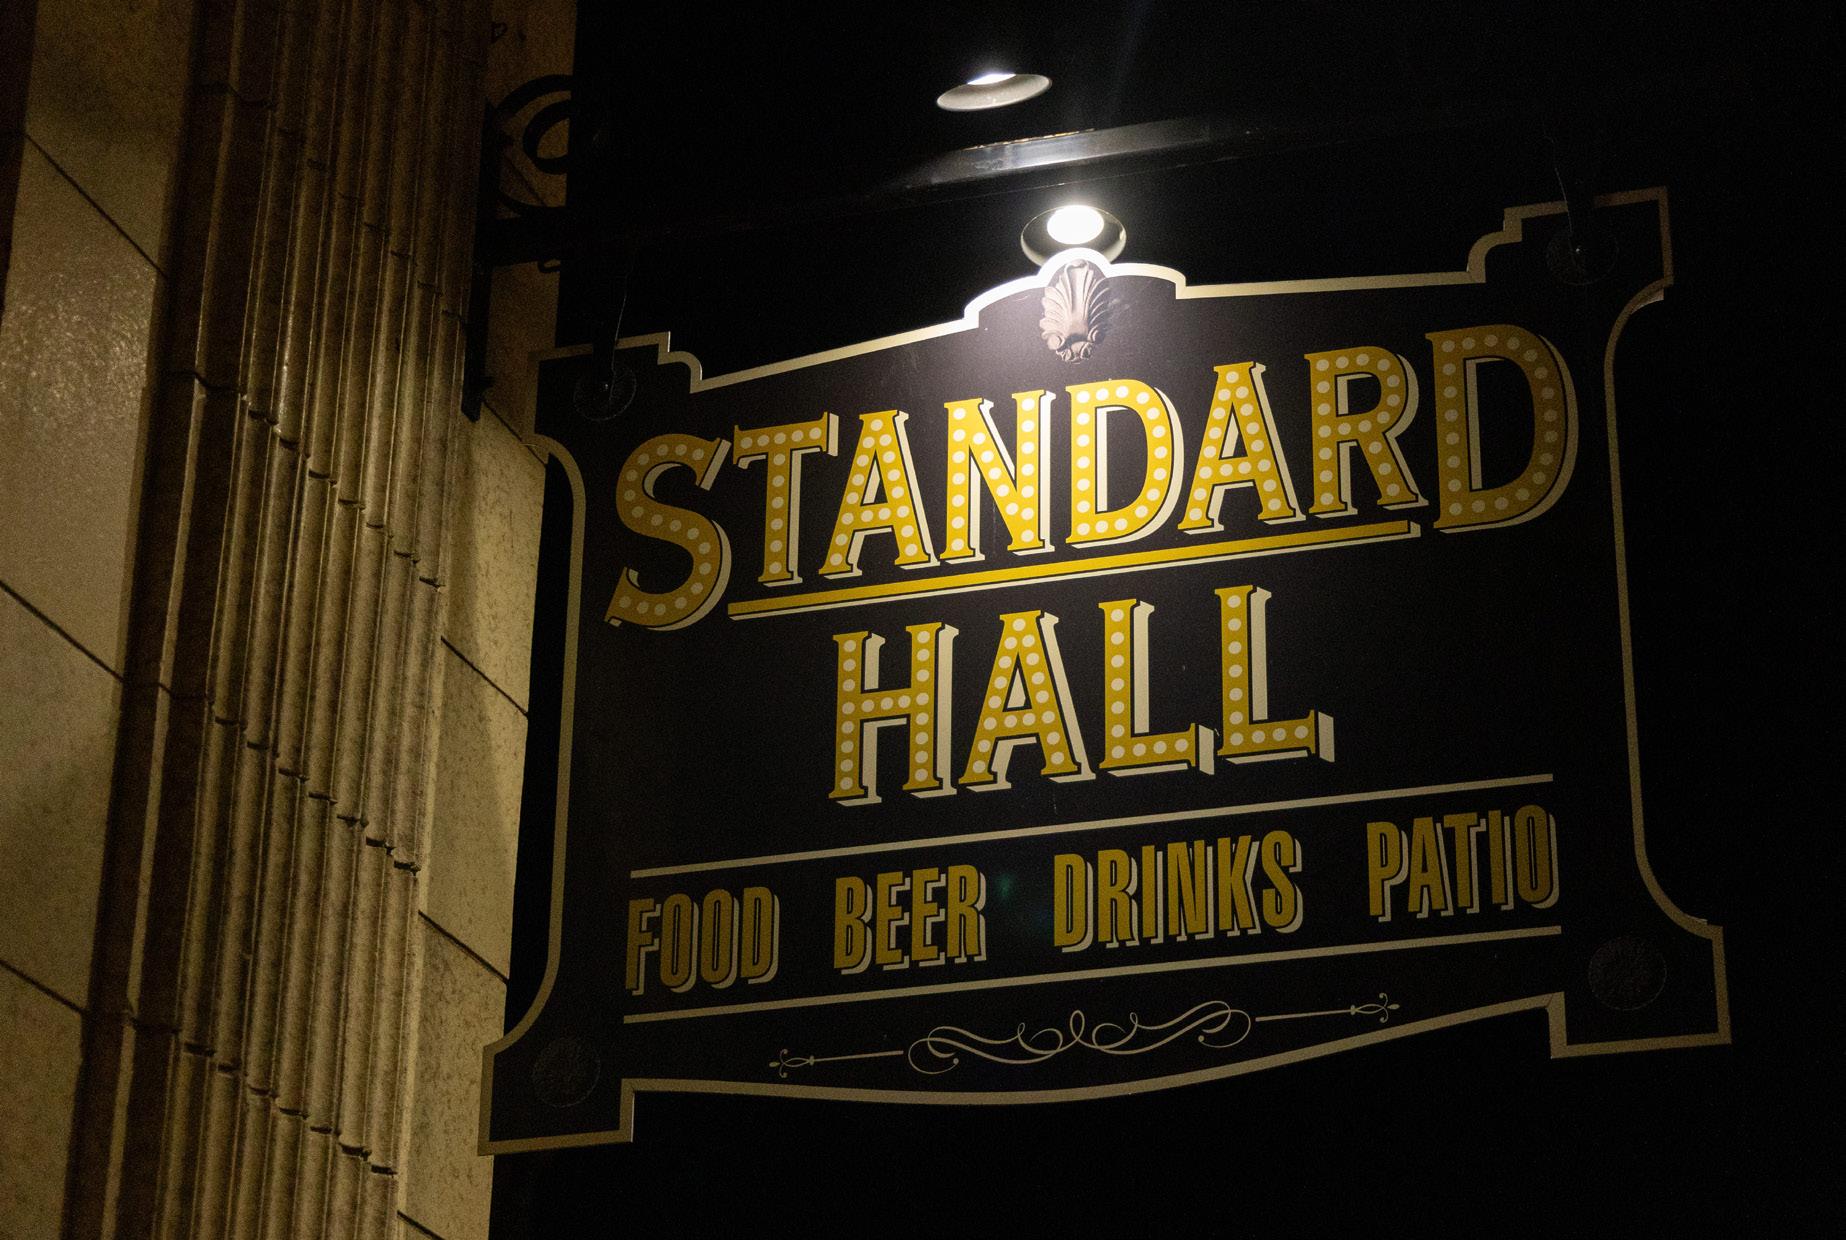 STANDARD
HALL
FOOD BEER DRINKS PATIO